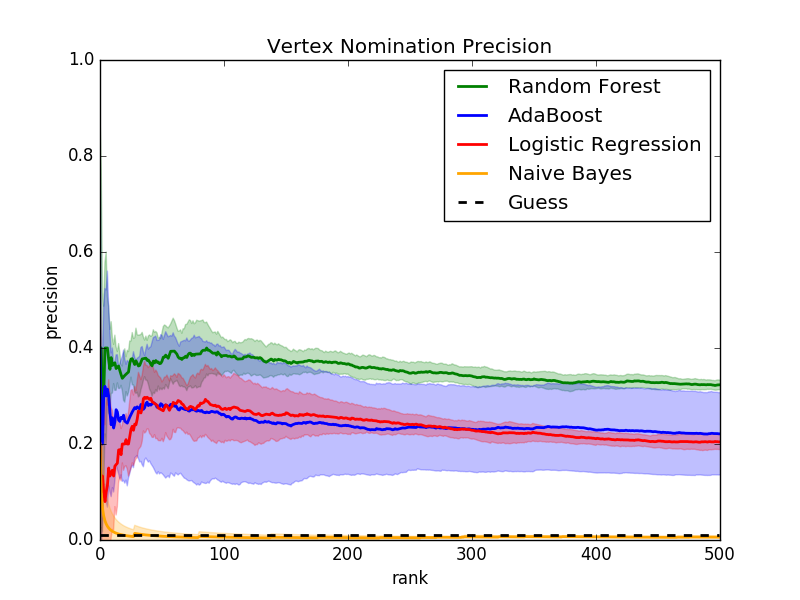 Vertex Nomination Precision
1.0
0.8
0.6
0.4
0.2
0.0
precision
Random Forest
AdaBoost
Logistic Regression
Naive Bayes
Guess
0 100 200 300 400 500
rank